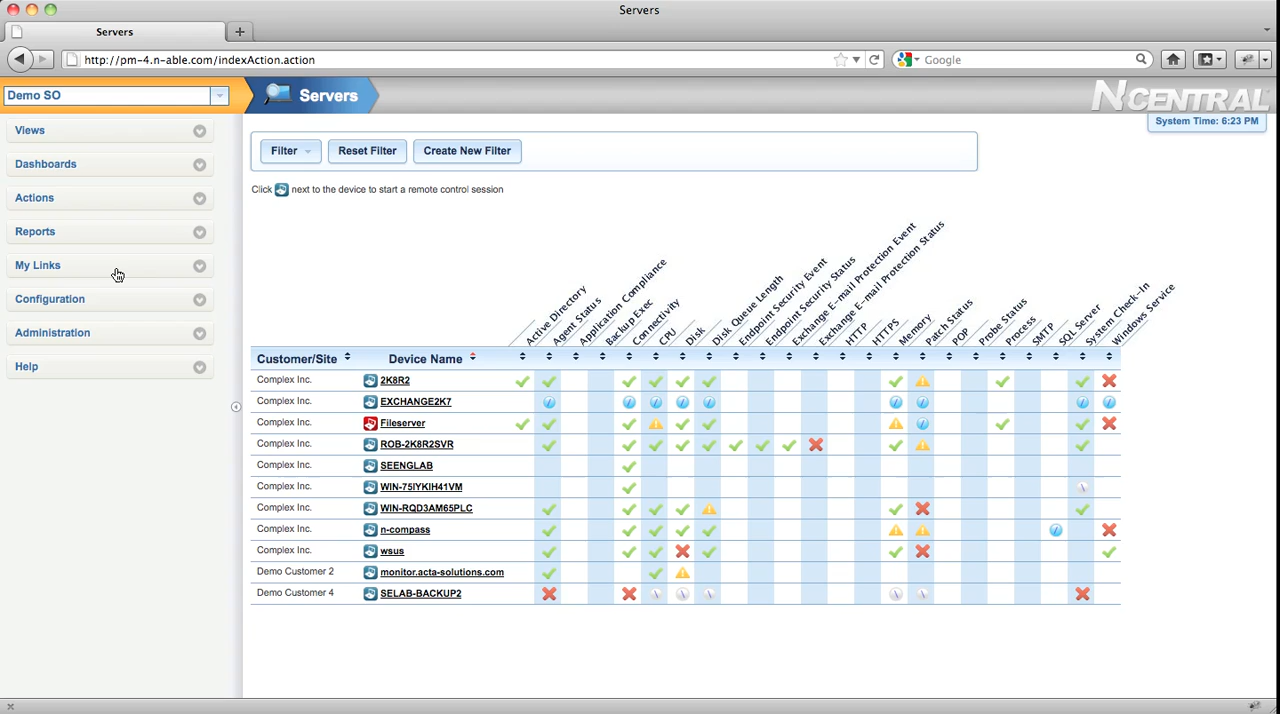 Servers
Servers
http://pm-4.n-able.com/indexAction.action
Google
Demo SO
Servers
N-CENTRAL
System Time: 6:23 PM
Views
Dashboards
Actions
Reports
My Links
Configuration
Administration
Help
Filter
Reset Filter
Create New Filter
Click next to the device to start a remote control session
Customer/Site
Device Name
Active Directory
Agent Status
Application Compliance
Backup Exec
Connectivity
CPU
Disk
Disk Queue Length
Endpoint Security Event
Endpoint Security Status
Exchange E-mail Protection Event
Exchange E-mail Protection Status
HTTP
HTTPS
Memory
Patch Status
POP
Probe Status
Process
SMTP
SQL Server
System Check-In
Windows Service
Complex Inc. 2K8R2
Complex Inc. EXCHANGE2K7
Complex Inc. Fileserver
Complex Inc. ROB-2K8R2SVR
Complex Inc. SEENGLAB
Complex Inc. WIN-75IYKIH41VM
Complex Inc. WIN-RQD3AM65PLC
Complex Inc. n-compass
Complex Inc. wsus
Demo Customer 2 monitor.acta-solutions.com
Demo Customer 4 SELAB-BACKUP2